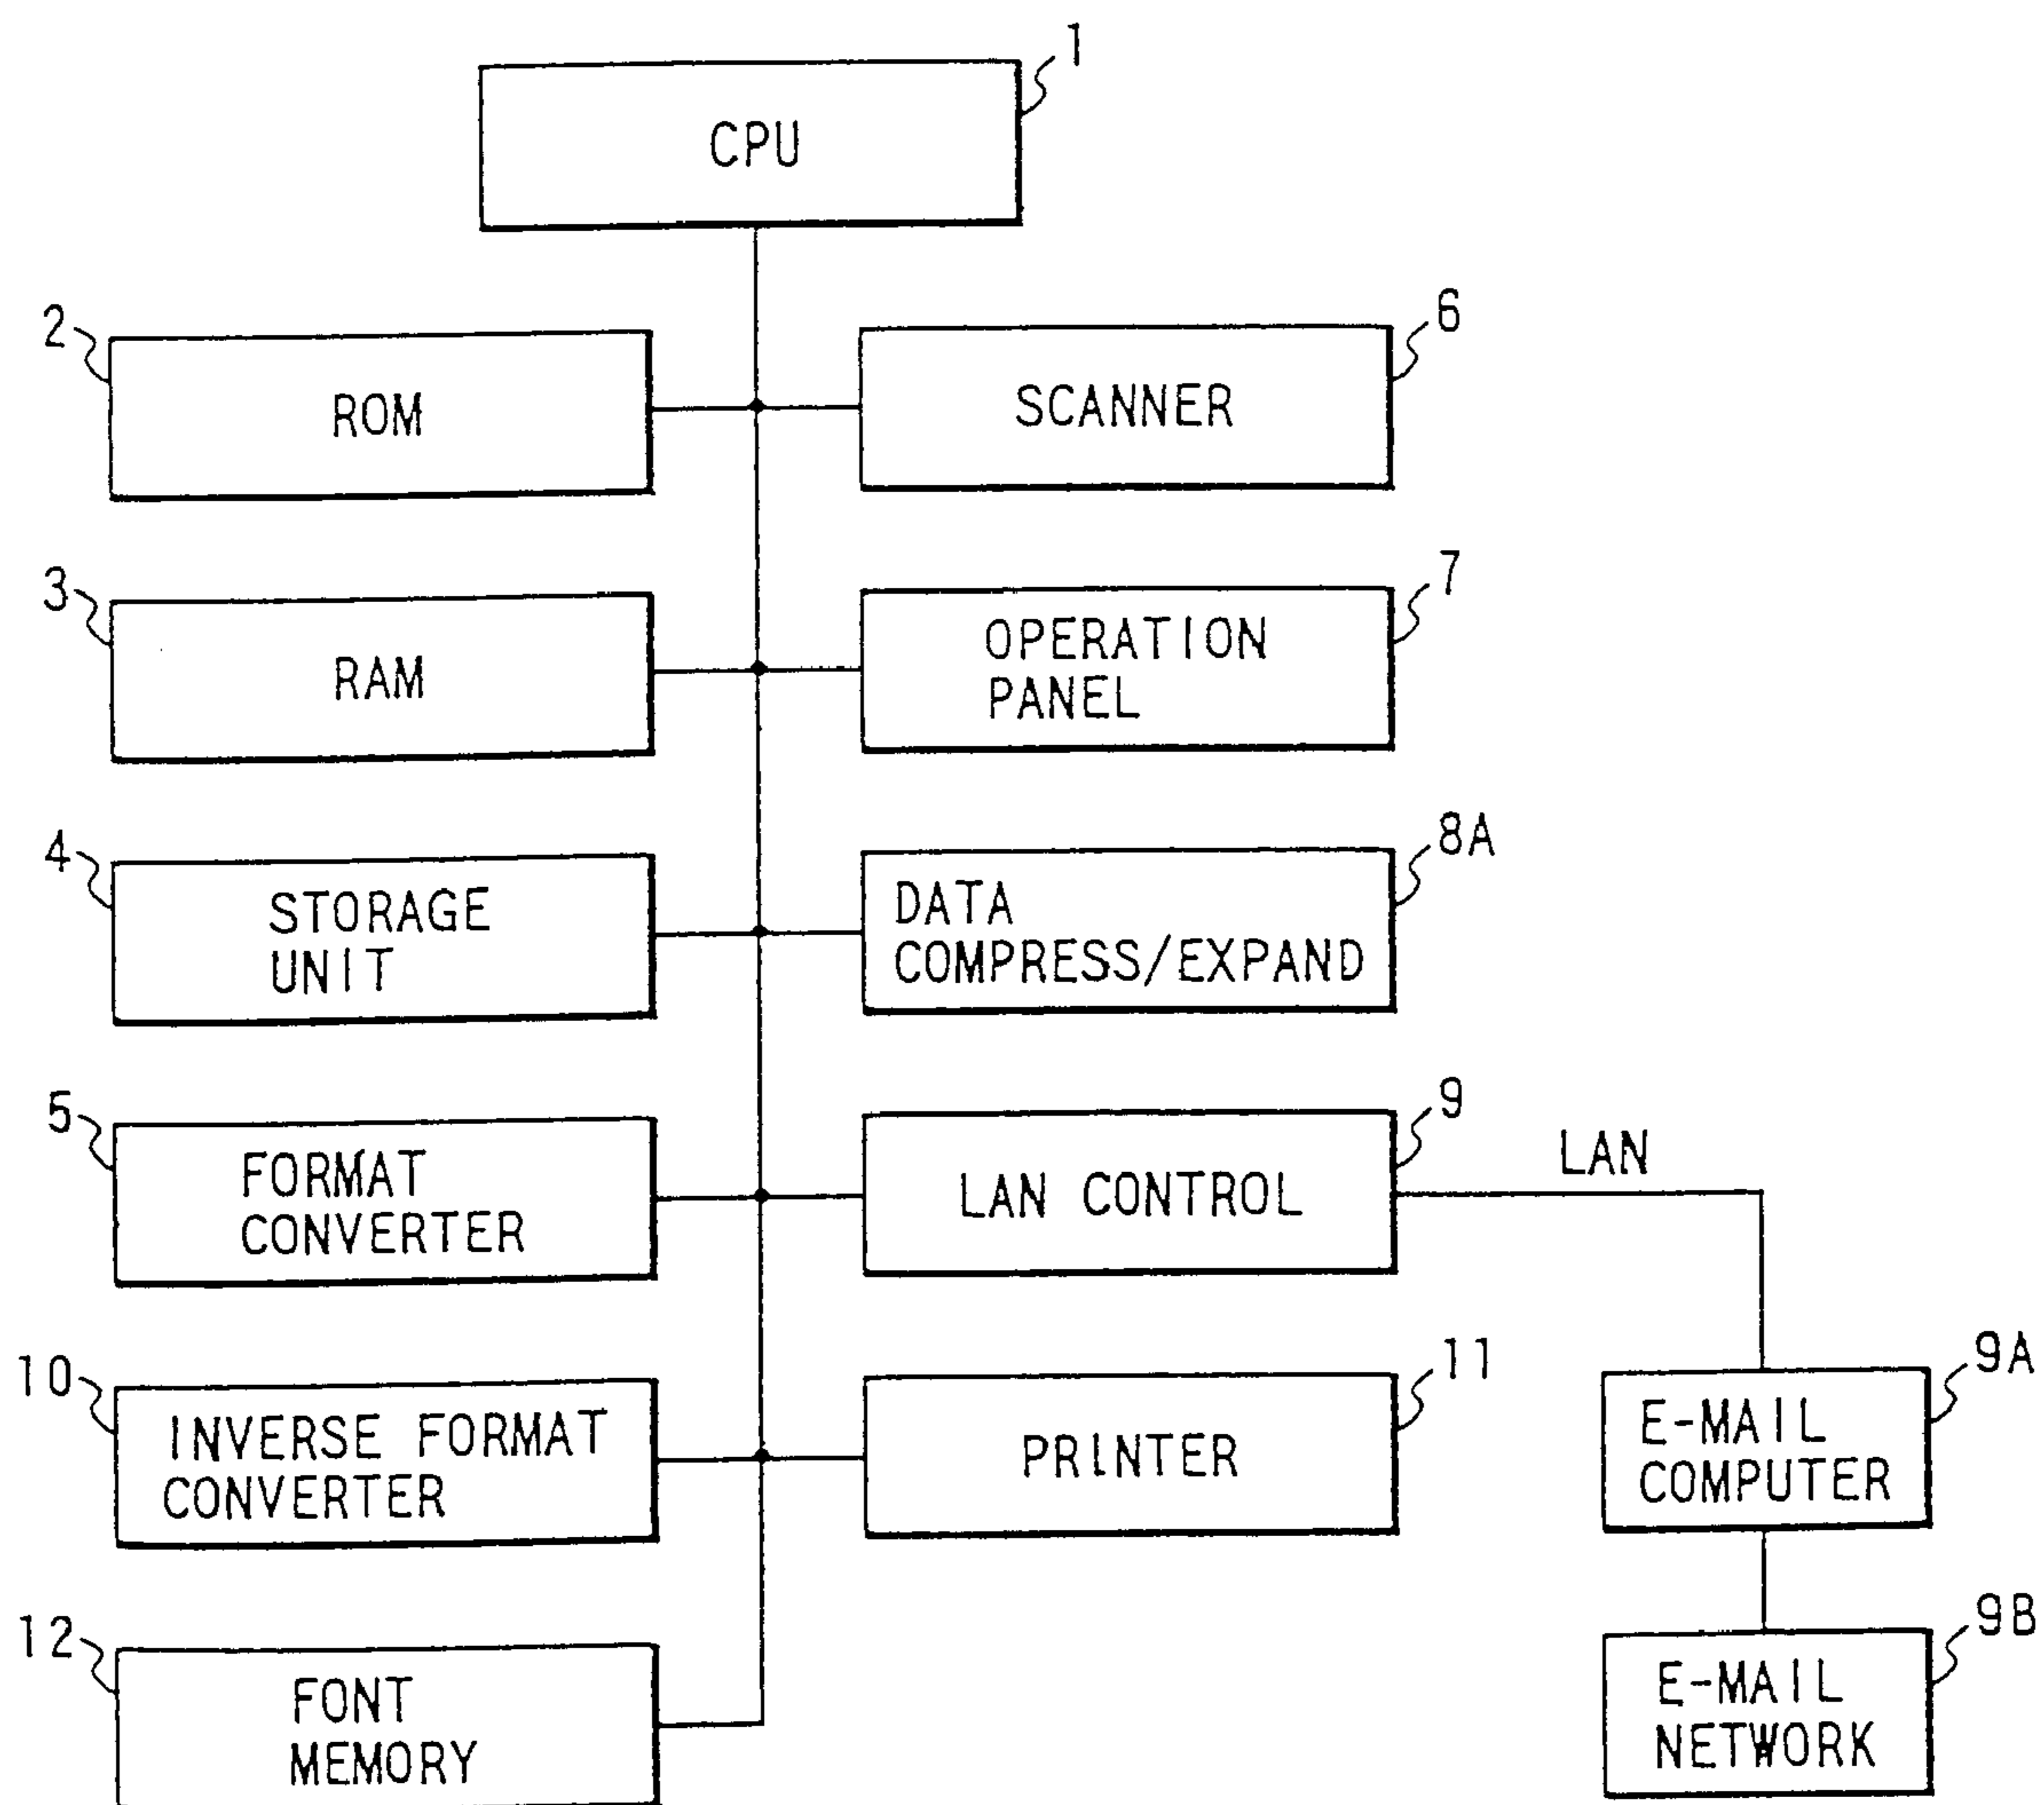 1
CPU
2
ROM
6
SCANNER
3
RAM
7
OPERATION
PANEL
4
STORAGE
UNIT
8A
DATA
COMPRESS/EXPAND
5
FORMAT
CONVERTER
9
LAN CONTROL
LAN
10
INVERSE FORMAT
CONVERTER
11
PRINTER
9A
E-MAIL
COMPUTER
12
FONT
MEMORY
9B
E-MAIL
NETWORK